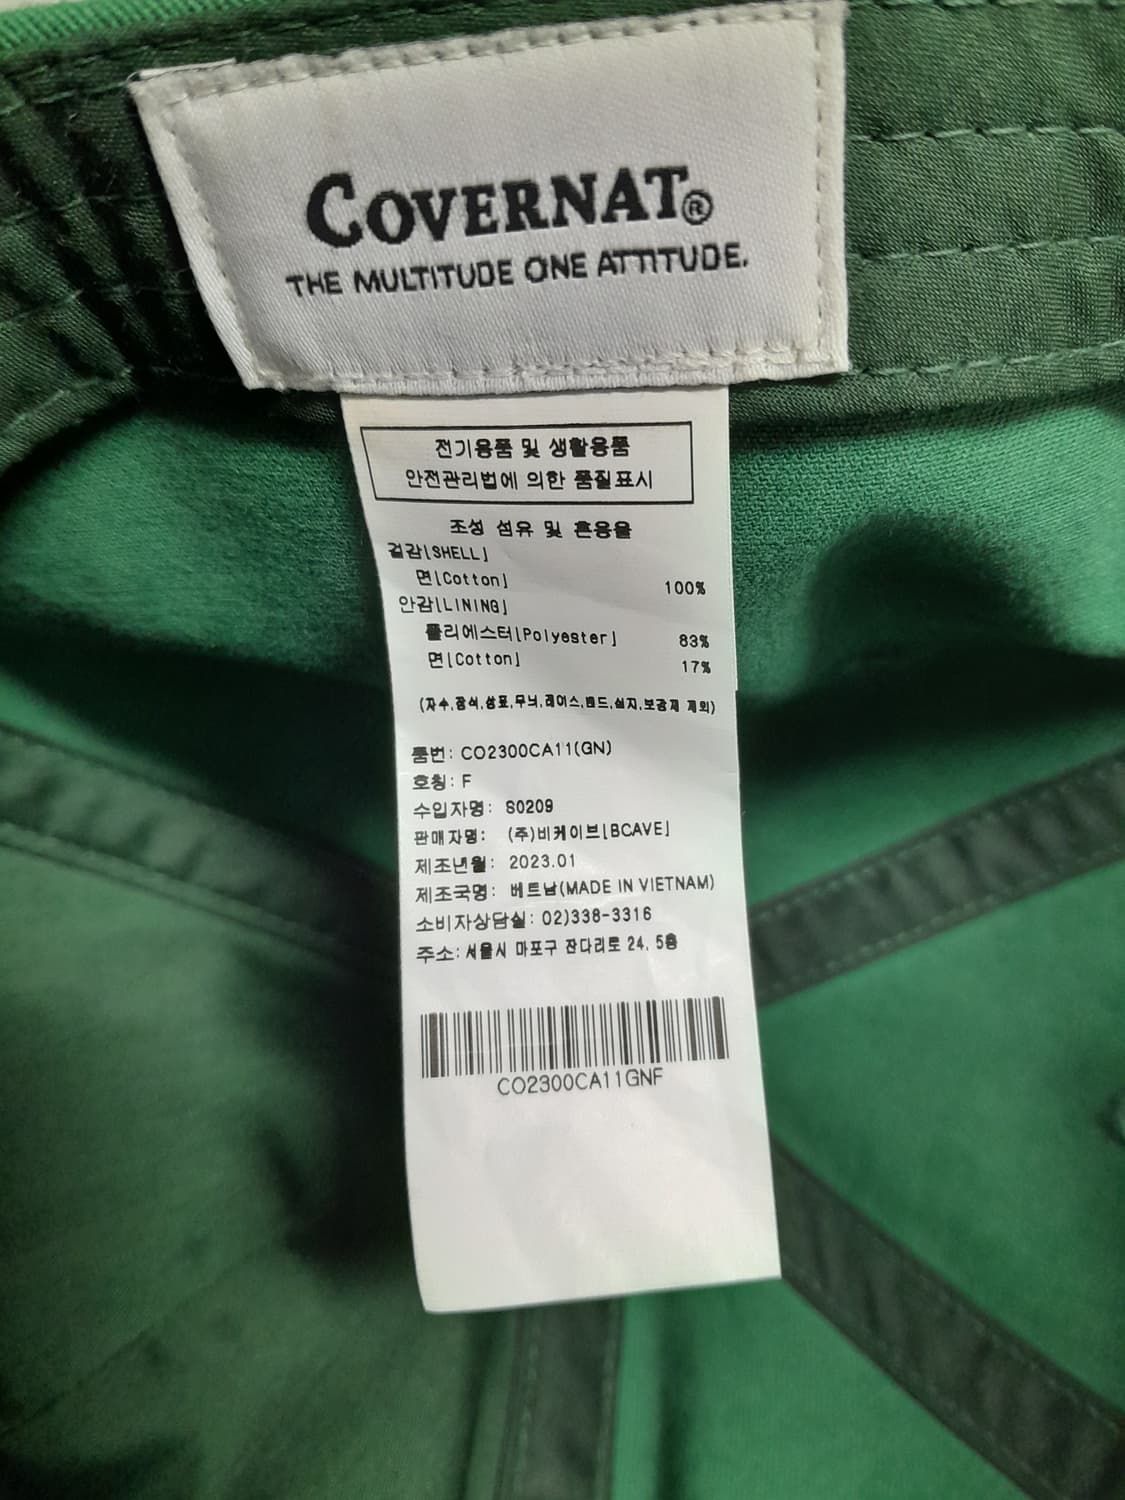 COVERNAT®
THE MULTITUDE ONE ATTITUDE.
전기용품 및 생활용품
안전관리법에 의한 품질표시
조성 섬유 및 혼용율
겉감[SHELL]
면[Cotton] 100%
안감[LINING]
폴리에스터[Polyester] 83%
면[Cotton] 17%
(자수,장식,상표,무늬,레이스,밴드,심지,보강재 제외)
품번: CO2300CA11(GN)
호칭: F
수입자명: S0209
판매자명: (주)비케이브[BCAVE]
제조년월: 2023.01
제조국명: 베트남(MADE IN VIETNAM)
소비자상담실: 02)338-3316
주소: 서울시 마포구 잔다리로 24, 5층
CO2300CA11GNF